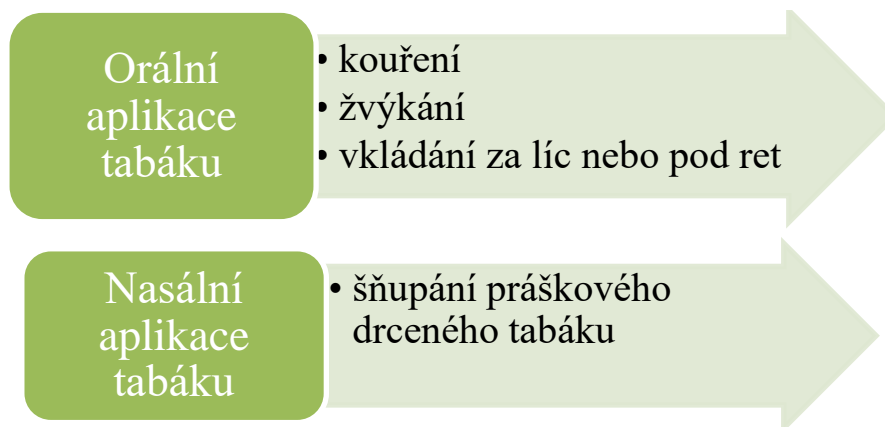 Orální
aplikace
tabáku
• kouření
• žvýkání
• vkládání za líc nebo pod ret
Nasální
aplikace
tabáku
• šňupání práškového
drceného tabáku